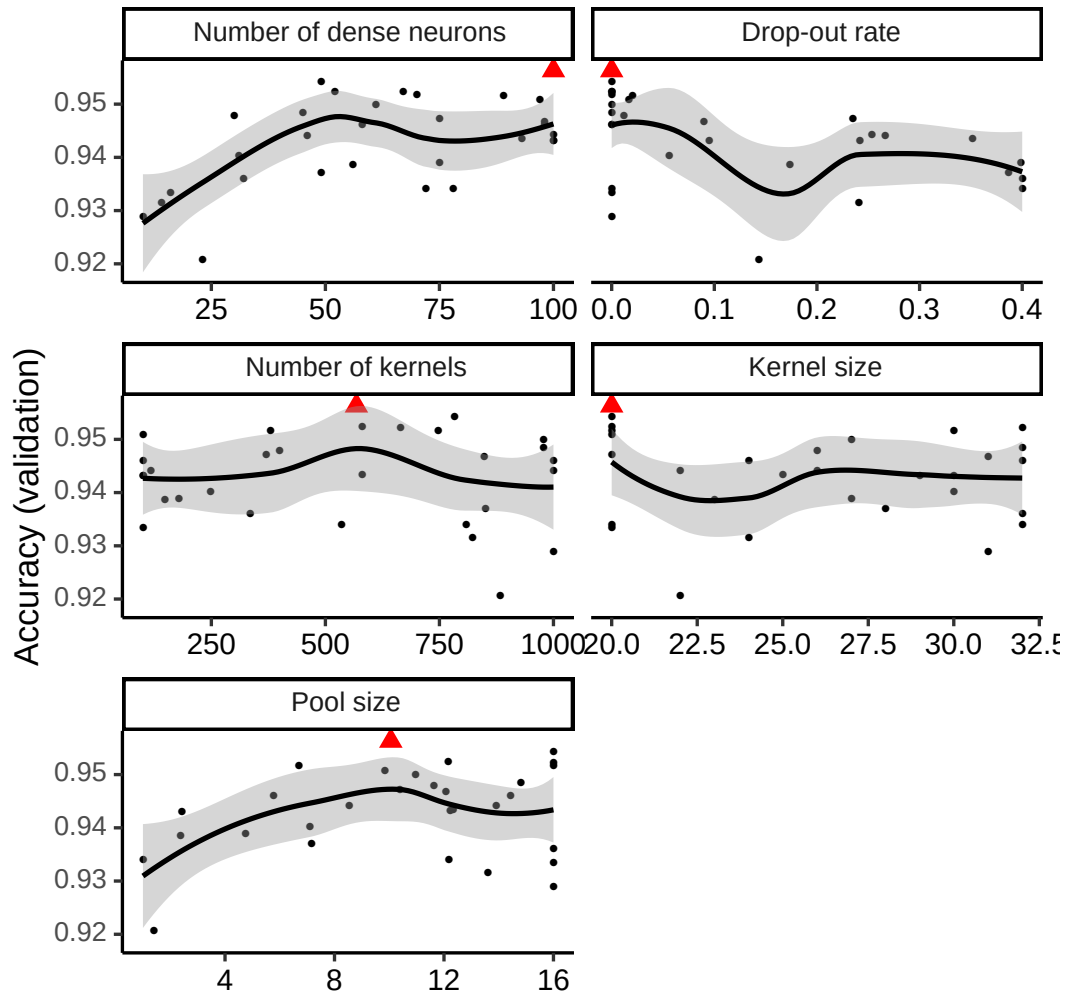 Number of dense neurons
Drop-out rate
0.95
0.94
0.93
0.92
25 50 75 100
0.0 0.1 0.2 0.3 0.4
Number of kernels
Kernel size
0.95
0.94
0.93
0.92
250 500 750 1000
20.0 22.5 25.0 27.5 30.0 32.5
Pool size
0.95
0.94
0.93
0.92
4 8 12 16
Accuracy (validation)